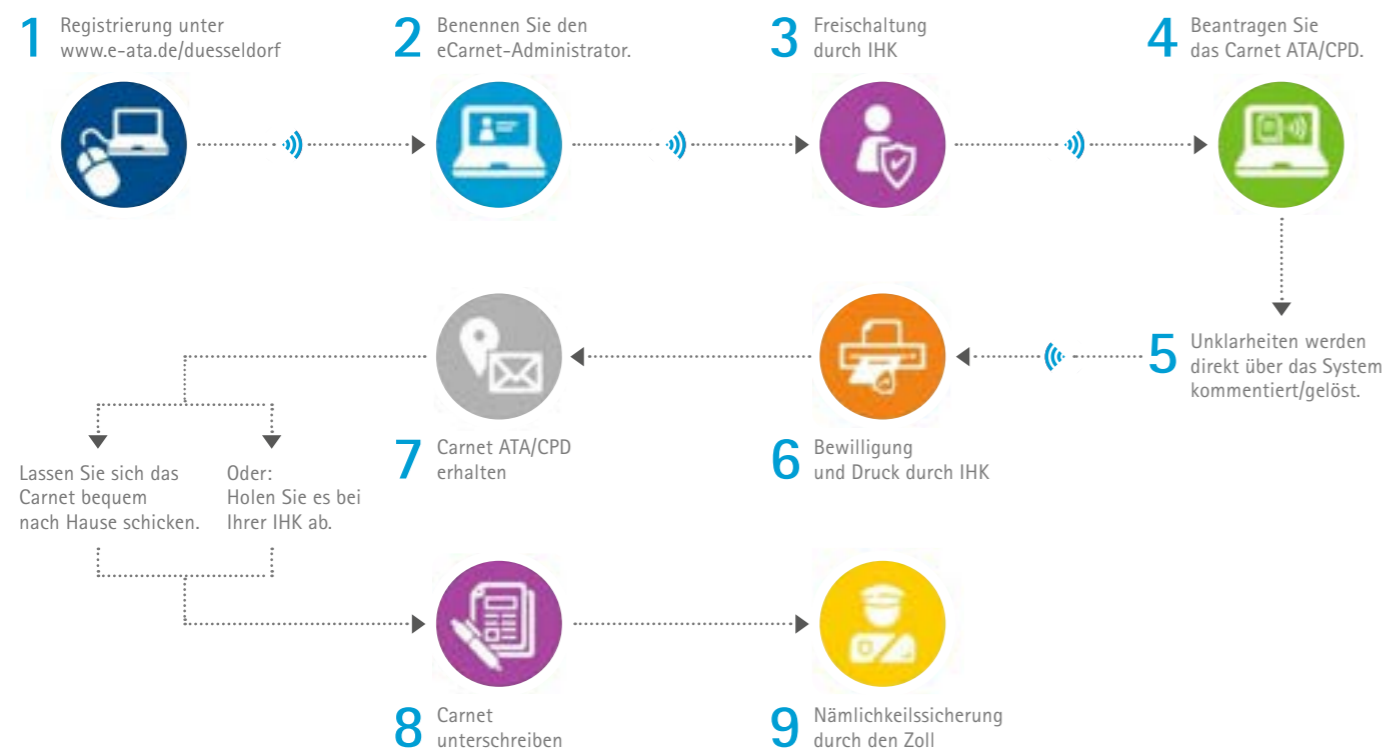 1
Registrierung unter
www.e-ata.de/duesseldorf
2
Benennen Sie den
eCarnet-Administrator.
3
Freischaltung
durch IHK
4
Beantragen Sie
das Carnet ATA/CPD.
5
Unklarheiten werden
direkt über das System
kommentiert/gelöst.
6
Bewilligung
und Druck durch IHK
7
Carnet ATA/CPD
erhalten
Lassen Sie sich das
Carnet bequem
nach Hause schicken.
Oder:
Holen Sie es bei
Ihrer IHK ab.
8
Carnet
unterschreiben
9
Nämlichkeilssicherung
durch den Zoll